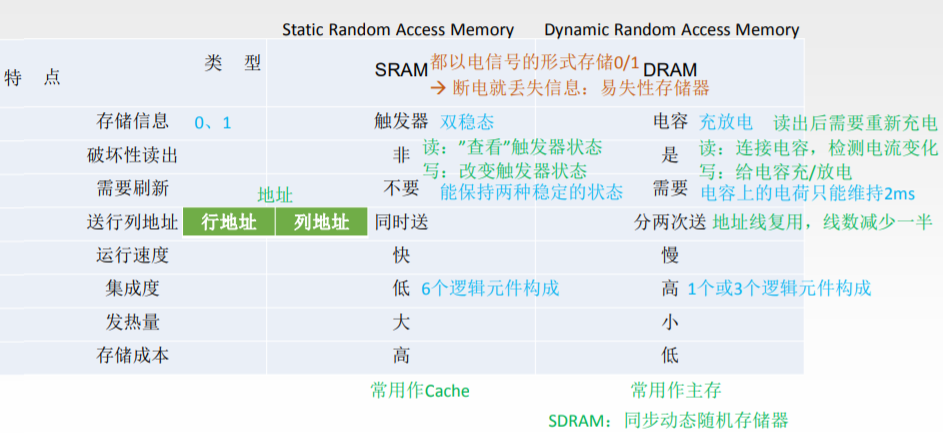 Static Random Access Memory Dynamic Random Access Memory
特 点 类 型 SRAM 都以电信号的形式存储0/1 DRAM
→ 断电就丢失信息：易失性存储器
存储信息 0、1 触发器 双稳态 电容 充放电 读出后需要重新充电
破坏性读出 非 读："查看"触发器状态 是 读：连接电容，检测电流变化
写：改变触发器状态 写：给电容充/放电
需要刷新 不要 能保持两种稳定的状态 需要 电容上的电荷只能维持2ms
地址
送行列地址 行地址 列地址 同时送 分两次送 地址线复用，线数减少一半
运行速度 快 慢
集成度 低 6个逻辑元件构成 高 1个或3个逻辑元件构成
发热量 大 小
存储成本 高 低
常用作Cache 常用作主存
SDRAM：同步动态随机存储器